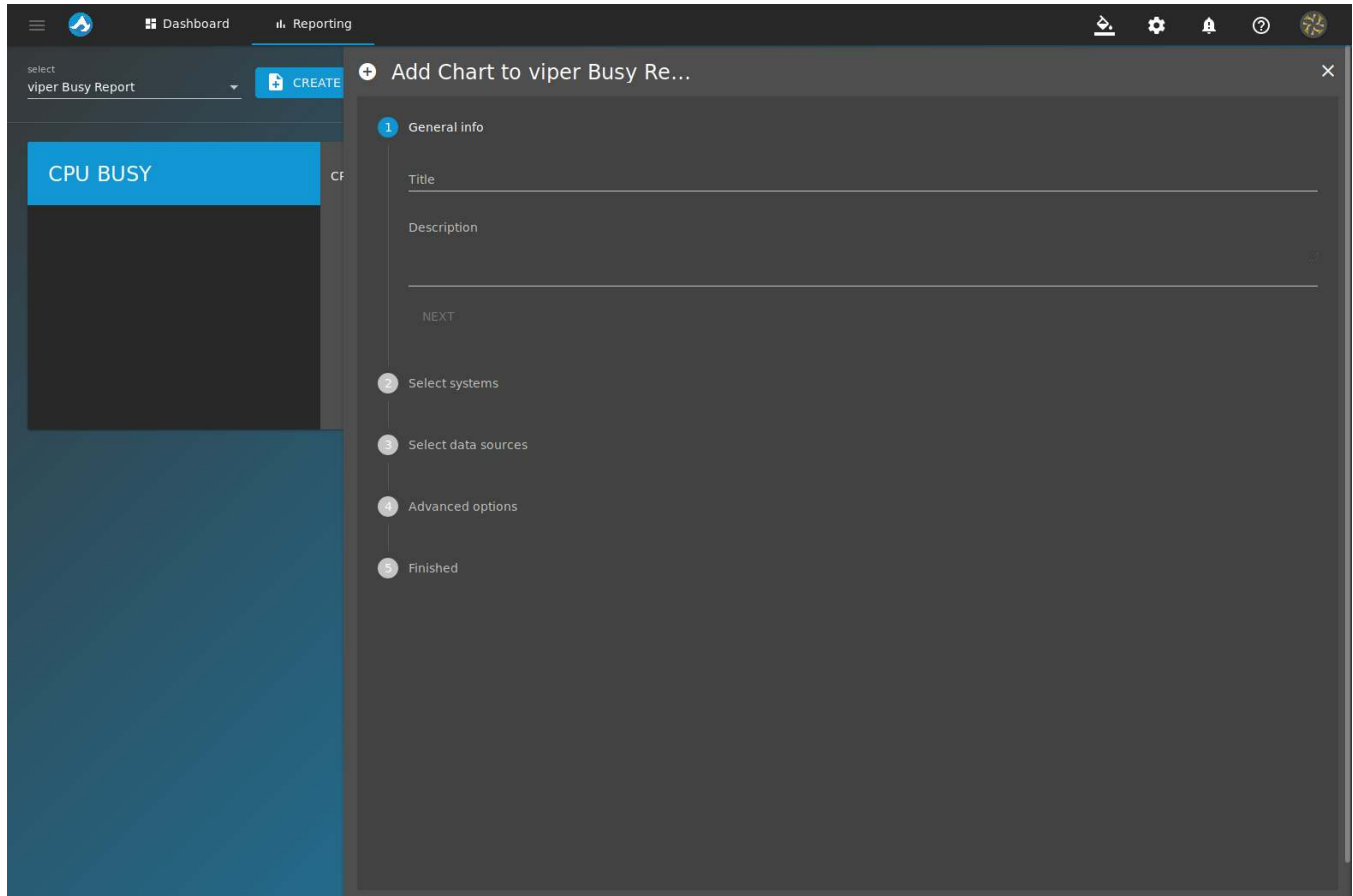 Dashboard
Reporting
select
viper Busy Report
CREATE
Add Chart to viper Busy Re...
CPU BUSY
1 General info
Title
Description
NEXT
2 Select systems
3 Select data sources
4 Advanced options
5 Finished